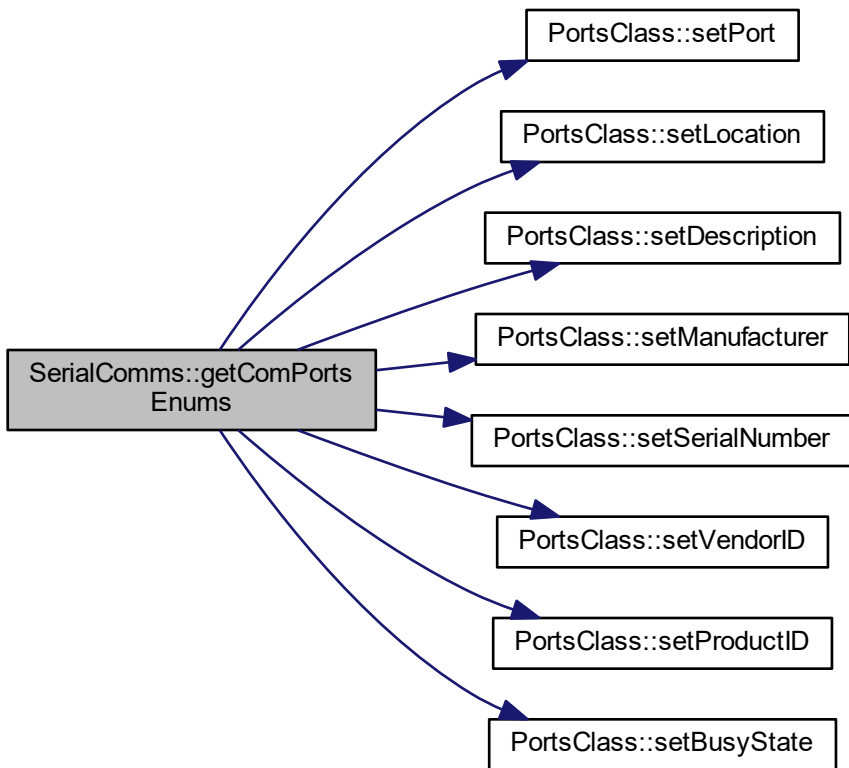 PortsClass::setPort
PortsClass::setLocation
PortsClass::setDescription
PortsClass::setManufacturer
SerialComms::getComPorts
Enums
PortsClass::setSerialNumber
PortsClass::setVendorID
PortsClass::setProductID
PortsClass::setBusyState